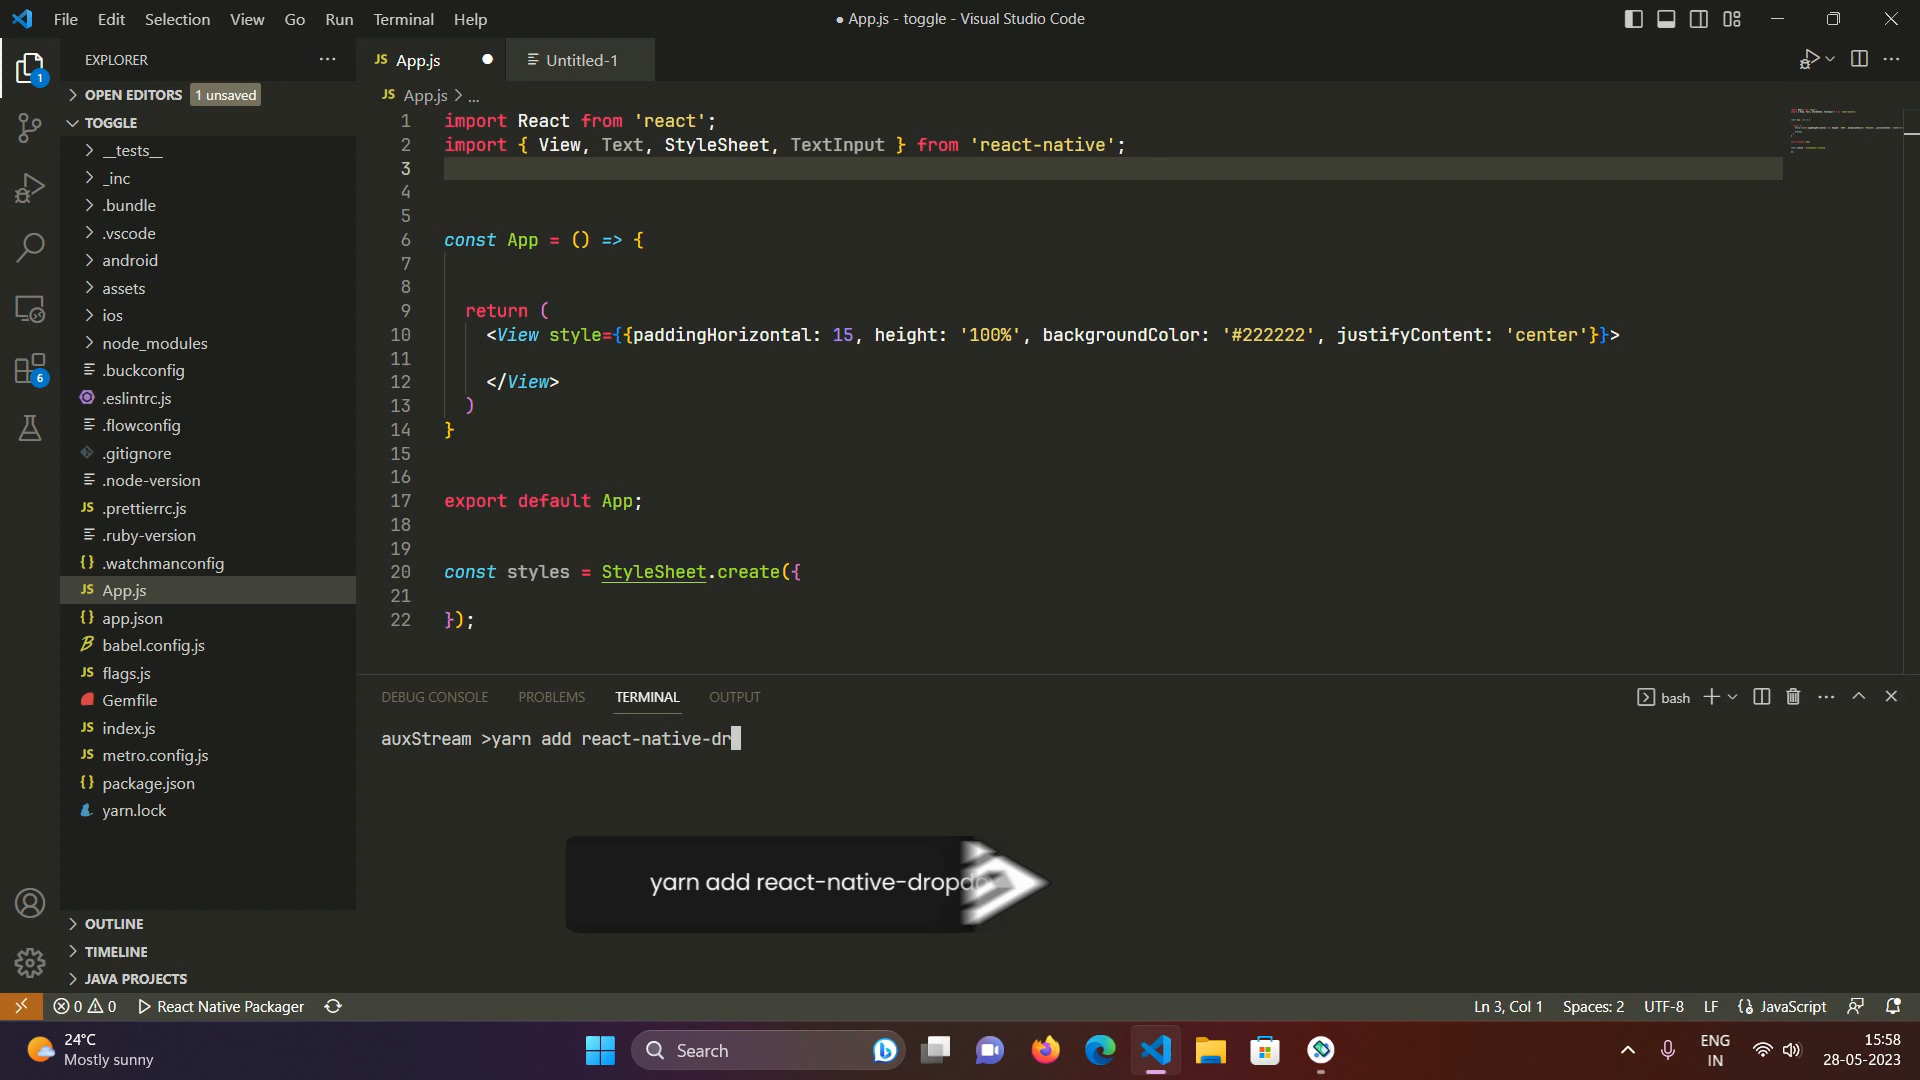 File Edit Selection View Go Run Terminal Help
● App.js - toggle - Visual Studio Code
EXPLORER
1
OPEN EDITORS 1 unsaved
TOGGLE
__tests__
_inc
.bundle
.vscode
android
assets
ios
node_modules
.buckconfig
6
.eslintrc.js
.flowconfig
.gitignore
.node-version
JS .prettierrc.js
.ruby-version
{} .watchmanconfig
JS App.js
{} app.json
babel.config.js
JS flags.js
Gemfile
JS index.js
JS metro.config.js
{} package.json
yarn.lock
OUTLINE
TIMELINE
JAVA PROJECTS
JS App.js ●
Untitled-1
JS App.js > ...
1 import React from 'react';
2 import { View, Text, StyleSheet, TextInput } from 'react-native';
3
4
5
6 const App = () => {
7
8
9 return (
10 <View style={{paddingHorizontal: 15, height: '100%', backgroundColor: '#222222', justifyContent: 'center'}}>
11
12 </View>
13 )
14 }
15
16
17 export default App;
18
19
20 const styles = StyleSheet.create({
21
22 });
DEBUG CONSOLE PROBLEMS TERMINAL OUTPUT
bash
auxStream >yarn add react-native-dr
yarn add react-native-dropd
0 0 React Native Packager
Ln 3, Col 1 Spaces: 2 UTF-8 LF {} JavaScript
24°C
Mostly sunny
Search
ENG
IN
15:58
28-05-2023